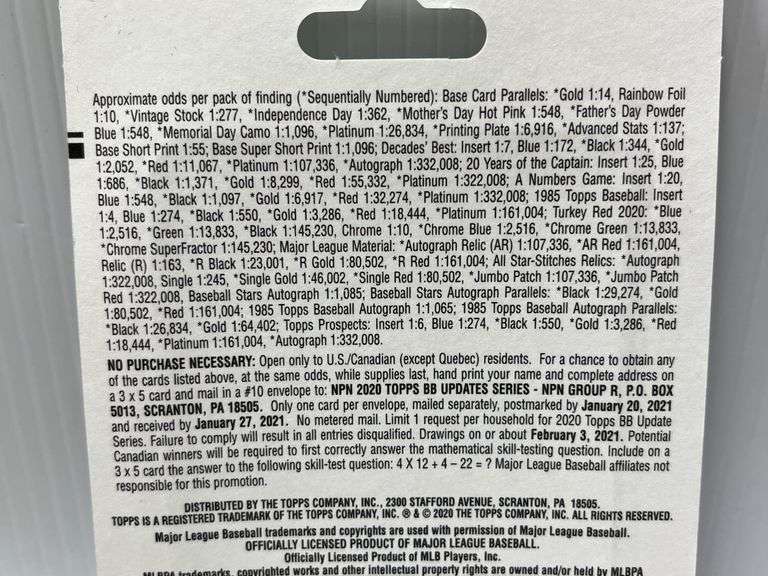 Approximate odds per pack of finding (*Sequentially Numbered): Base Card Parallels: *Gold 1:14, Rainbow Foil
1:10, *Vintage Stock 1:277, *Independence Day 1:362, *Mother's Day Hot Pink 1:548, *Father's Day Powder
Blue 1:548, *Memorial Day Camo 1:1,096, *Platinum 1:26,834, *Printing Plate 1:6,916, *Advanced Stats 1:137;
Base Short Print 1:55; Base Super Short Print 1:1,096; Decades' Best: Insert 1:7, Blue 1:172, *Black 1:344, *Gold
1:2,052, *Red 1:11,067, *Platinum 1:107,336, *Autograph 1:332,008; 20 Years of the Captain: Insert 1:25, Blue
1:686, *Black 1:1,371, *Gold 1:8,299, *Red 1:55,332, *Platinum 1:322,008; A Numbers Game: Insert 1:20,
Blue 1:548, *Black 1:1,097, *Gold 1:6,917, *Red 1:32,274, *Platinum 1:332,008; 1985 Topps Baseball: Insert
1:4, Blue 1:274, *Black 1:550, *Gold 1:3,286, *Red 1:18,444, *Platinum 1:161,004; Turkey Red 2020: *Blue
1:2,516, *Green 1:13,833, *Black 1:145,230, Chrome 1:10, *Chrome Blue 1:2,516, *Chrome Green 1:13,833,
*Chrome SuperFractor 1:145,230; Major League Material: *Autograph Relic (AR) 1:107,336, *AR Red 1:161,004,
Relic (R) 1:163, *R Black 1:23,001, *R Gold 1:80,502, *R Red 1:161,004; All Star-Stitches Relics: *Autograph
1:322,008, Single 1:245, *Single Gold 1:46,002, *Single Red 1:80,502, *Jumbo Patch 1:107,336, *Jumbo Patch
Red 1:322,008, Baseball Stars Autograph 1:1,085; Baseball Stars Autograph Parallels: *Black 1:29,274, *Gold
1:80,502, *Red 1:161,004; 1985 Topps Baseball Autograph 1:1,065; 1985 Topps Baseball Autograph Parallels:
*Black 1:26,834, *Gold 1:64,402; Topps Prospects: Insert 1:6, Blue 1:274, *Black 1:550, *Gold 1:3,286, *Red
1:18,444, *Platinum 1:161,004, *Autograph 1:332,008.
NO PURCHASE NECESSARY: Open only to U.S./Canadian (except Quebec) residents. For a chance to obtain any
of the cards listed above, at the same odds, while supplies last, hand print your name and complete address on
a 3 x 5 card and mail in a #10 envelope to: NPN 2020 TOPPS BB UPDATES SERIES - NPN GROUP R, P.O. BOX
5013, SCRANTON, PA 18505. Only one card per envelope, mailed separately, postmarked by January 20, 2021
and received by January 27, 2021. No metered mail. Limit 1 request per household for 2020 Topps BB Update
Series. Failure to comply will result in all entries disqualified. Drawings on or about February 3, 2021. Potential
Canadian winners will be required to first correctly answer the mathematical skill-testing question. Include on a
3 x 5 card the answer to the following skill-test question: 4 X 12 + 4 – 22 = ? Major League Baseball affiliates not
responsible for this promotion.
DISTRIBUTED BY THE TOPPS COMPANY, INC., 2300 STAFFORD AVENUE, SCRANTON, PA 18505.
TOPPS IS A REGISTERED TRADEMARK OF THE TOPPS COMPANY, INC. ® & © 2020 THE TOPPS COMPANY, INC. ALL RIGHTS RESERVED.
Major League Baseball trademarks and copyrights are used with permission of Major League Baseball.
OFFICIALLY LICENSED PRODUCT OF MAJOR LEAGUE BASEBALL.
Officially Licensed Product of MLB Players, Inc.
MLBPA trademarks, copyrighted works and other intellectual property rights are owned and/or held by MLBPA